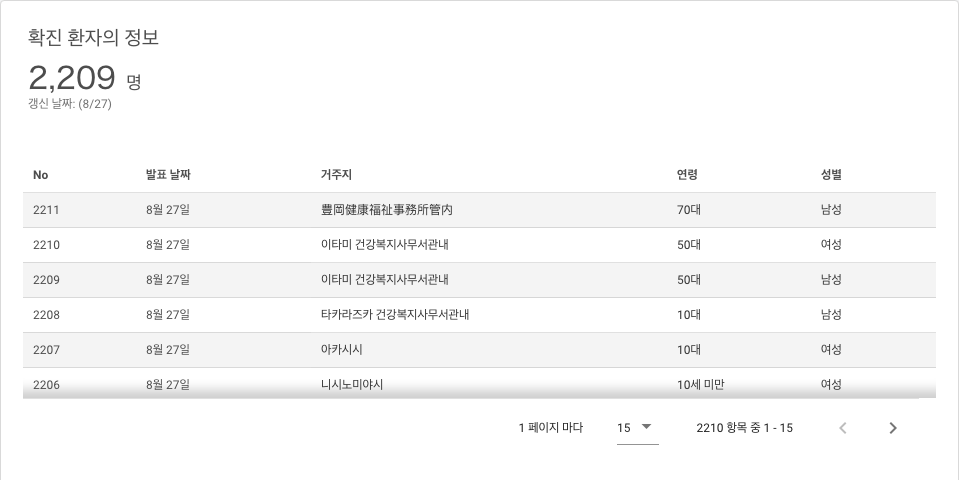 확진 환자의 정보
2,209 명
갱신 날짜: (8/27)
No 발표 날짜 거주지 연령 성별
2211 8월 27일 豊岡健康福祉事務所管内 70대 남성
2210 8월 27일 이타미 건강복지사무서관내 50대 여성
2209 8월 27일 이타미 건강복지사무서관내 50대 남성
2208 8월 27일 타카라즈카 건강복지사무서관내 10대 남성
2207 8월 27일 아카시시 10대 여성
2206 8월 27일 니시노미야시 10세 미만 여성
1 페이지 마다 15 2210 항목 중 1 - 15